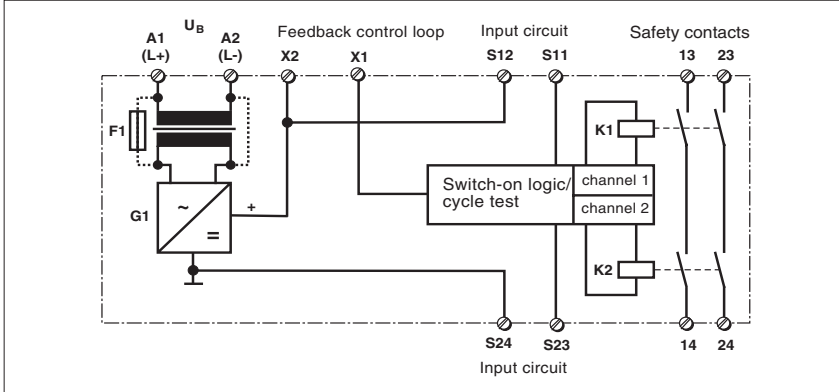 U_B Feedback control loop Input circuit Safety contacts
A1 A2 X2 X1 S12 S11 13 23
(L+) (L-)
F1
K1
Switch-on logic/ channel 1
cycle test channel 2
G1 ~ + =
K2
S24 S23 14 24
Input circuit